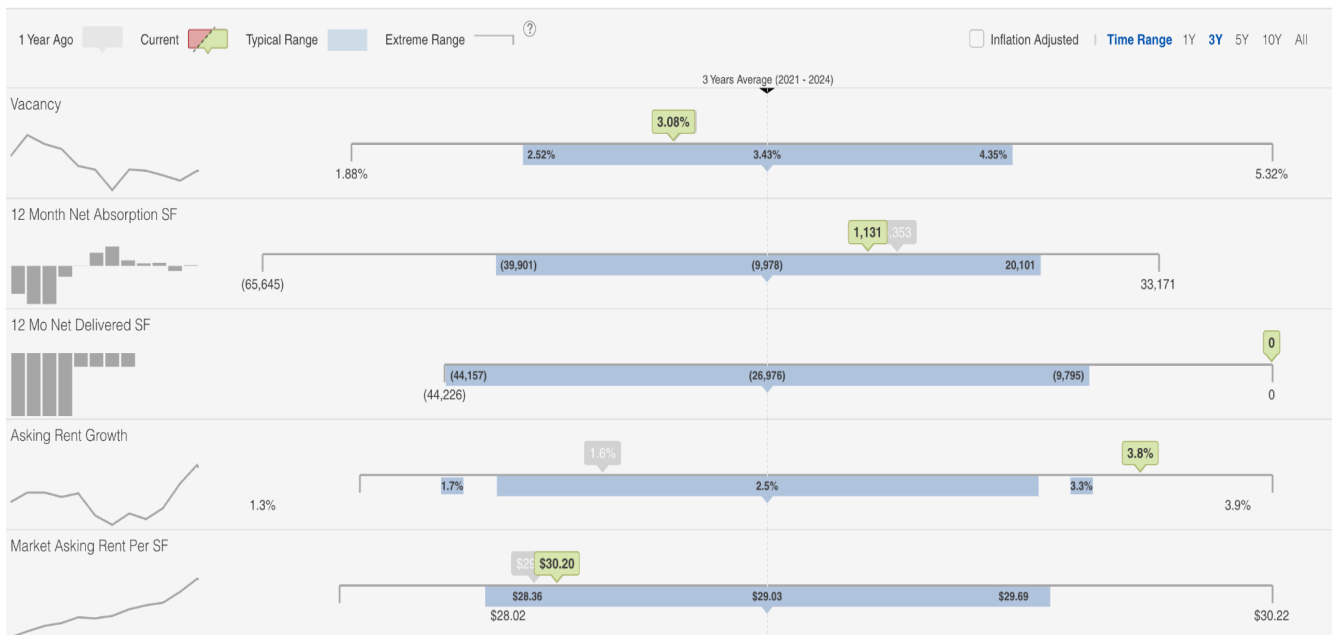 1 Year Ago Current Typical Range Extreme Range ? Inflation Adjusted Time Range 1Y 3Y 5Y 10Y All
3 Years Average (2021 - 2024)
Vacancy
3.08%
2.52% 3.43% 4.35%
1.88% 5.32%
12 Month Net Absorption SF
1,131 ,353
(39,901) (9,978) 20,101
(65,645) 33,171
12 Mo Net Delivered SF
0
(44,157) (26,976) (9,795)
(44,226) 0
Asking Rent Growth
1.6% 3.8%
1.7% 2.5% 3.3%
1.3% 3.9%
Market Asking Rent Per SF
$30.20
$28.36 $29.03 $29.69
$28.02 $30.22